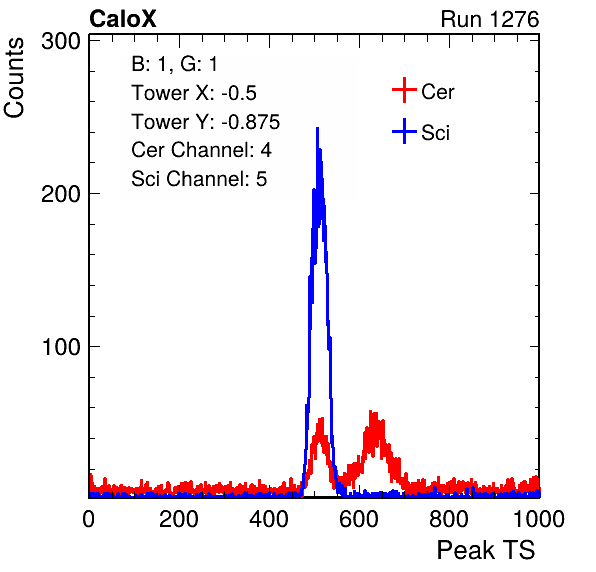 CaloX Run 1276
Counts
300
200
100
B: 1, G: 1
Tower X: -0.5
Tower Y: -0.875
Cer Channel: 4
Sci Channel: 5
Cer
Sci
0 200 400 600 800 1000
Peak TS